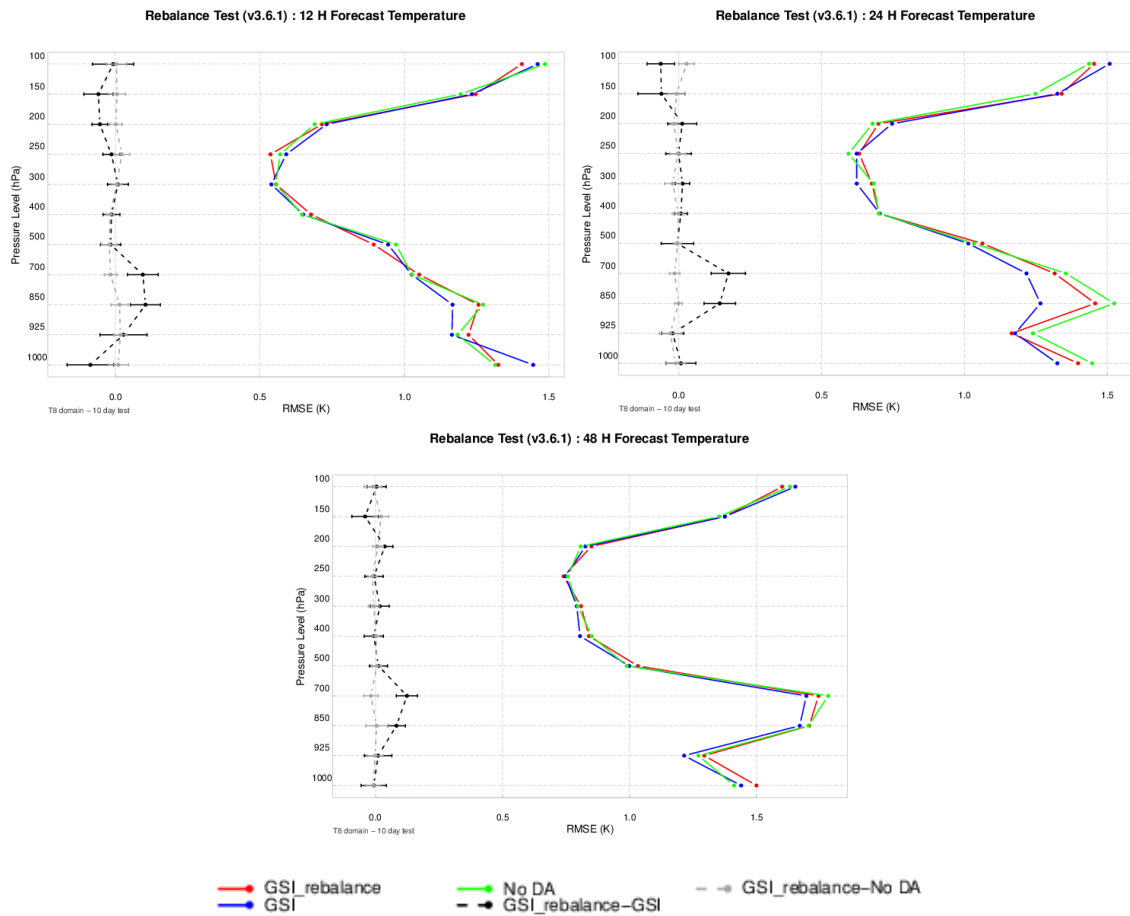 Rebalance Test (v3.6.1) : 12 H Forecast Temperature
Pressure Level (hPa)
100
150
200
250
300
400
500
700
850
925
1000
0.0 0.5 1.0 1.5
RMSE (K)
T8 domain – 10 day test
Rebalance Test (v3.6.1) : 24 H Forecast Temperature
Pressure Level (hPa)
100
150
200
250
300
400
500
700
850
925
1000
0.0 0.5 1.0 1.5
RMSE (K)
T8 domain – 10 day test
Rebalance Test (v3.6.1) : 48 H Forecast Temperature
Pressure Level (hPa)
100
150
200
250
300
400
500
700
850
925
1000
0.0 0.5 1.0 1.5
RMSE (K)
T8 domain – 10 day test
GSI_rebalance No DA GSI_rebalance–No DA
GSI GSI_rebalance–GSI